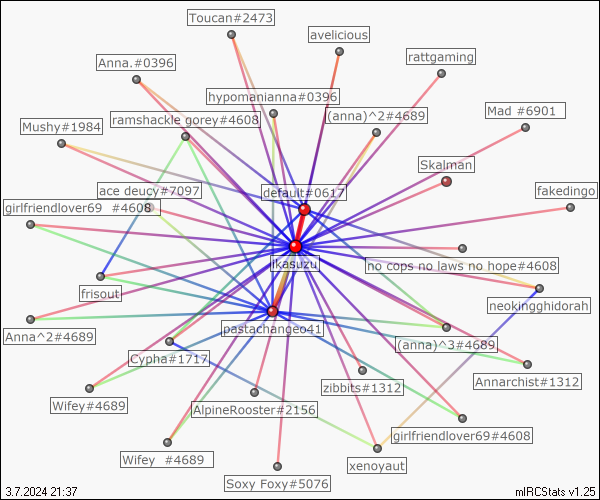 Toucan#2473
avelicious
rattgaming
Anna.#0396
hypomanianna#0396
Mad #6901
ramshackle gorey#4608
(anna)^2#4689
Mushy#1984
Skalman
ace deucy#7097
default#0617
fakedingo
girlfriendlover69 #4608
ikasuzu
no cops no laws no hope#4608
frisout
neokingghidorah
pastachangeo41
Anna^2#4689
(anna)^3#4689
Cypha#1717
Annarchist#1312
zibbits#1312
Wifey#4689
AlpineRooster#2156
girlfriendlover69#4608
Wifey  #4689
xenoyaut
Soxy Foxy#5076
3.7.2024 21:37
mIRCStats v1.25